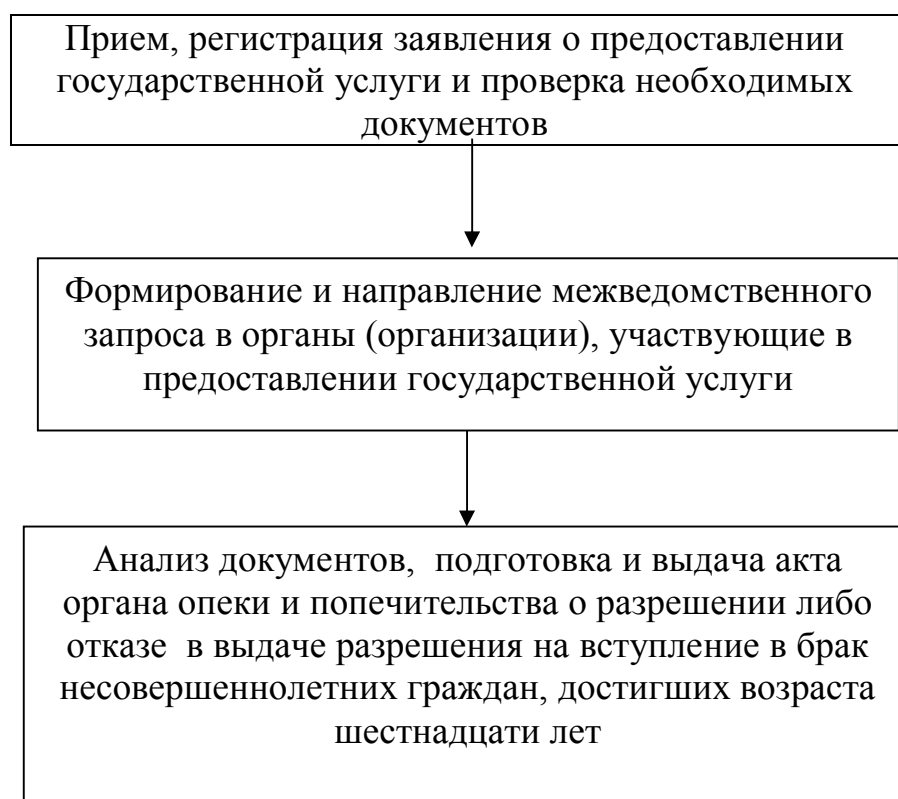 Прием, регистрация заявления о предоставлении
государственной услуги и проверка необходимых
документов
Формирование и направление межведомственного
запроса в органы (организации), участвующие в
предоставлении государственной услуги
Анализ документов,  подготовка и выдача акта
органа опеки и попечительства о разрешении либо
отказе  в выдаче разрешения на вступление в брак
несовершеннолетних граждан, достигших возраста
шестнадцати лет